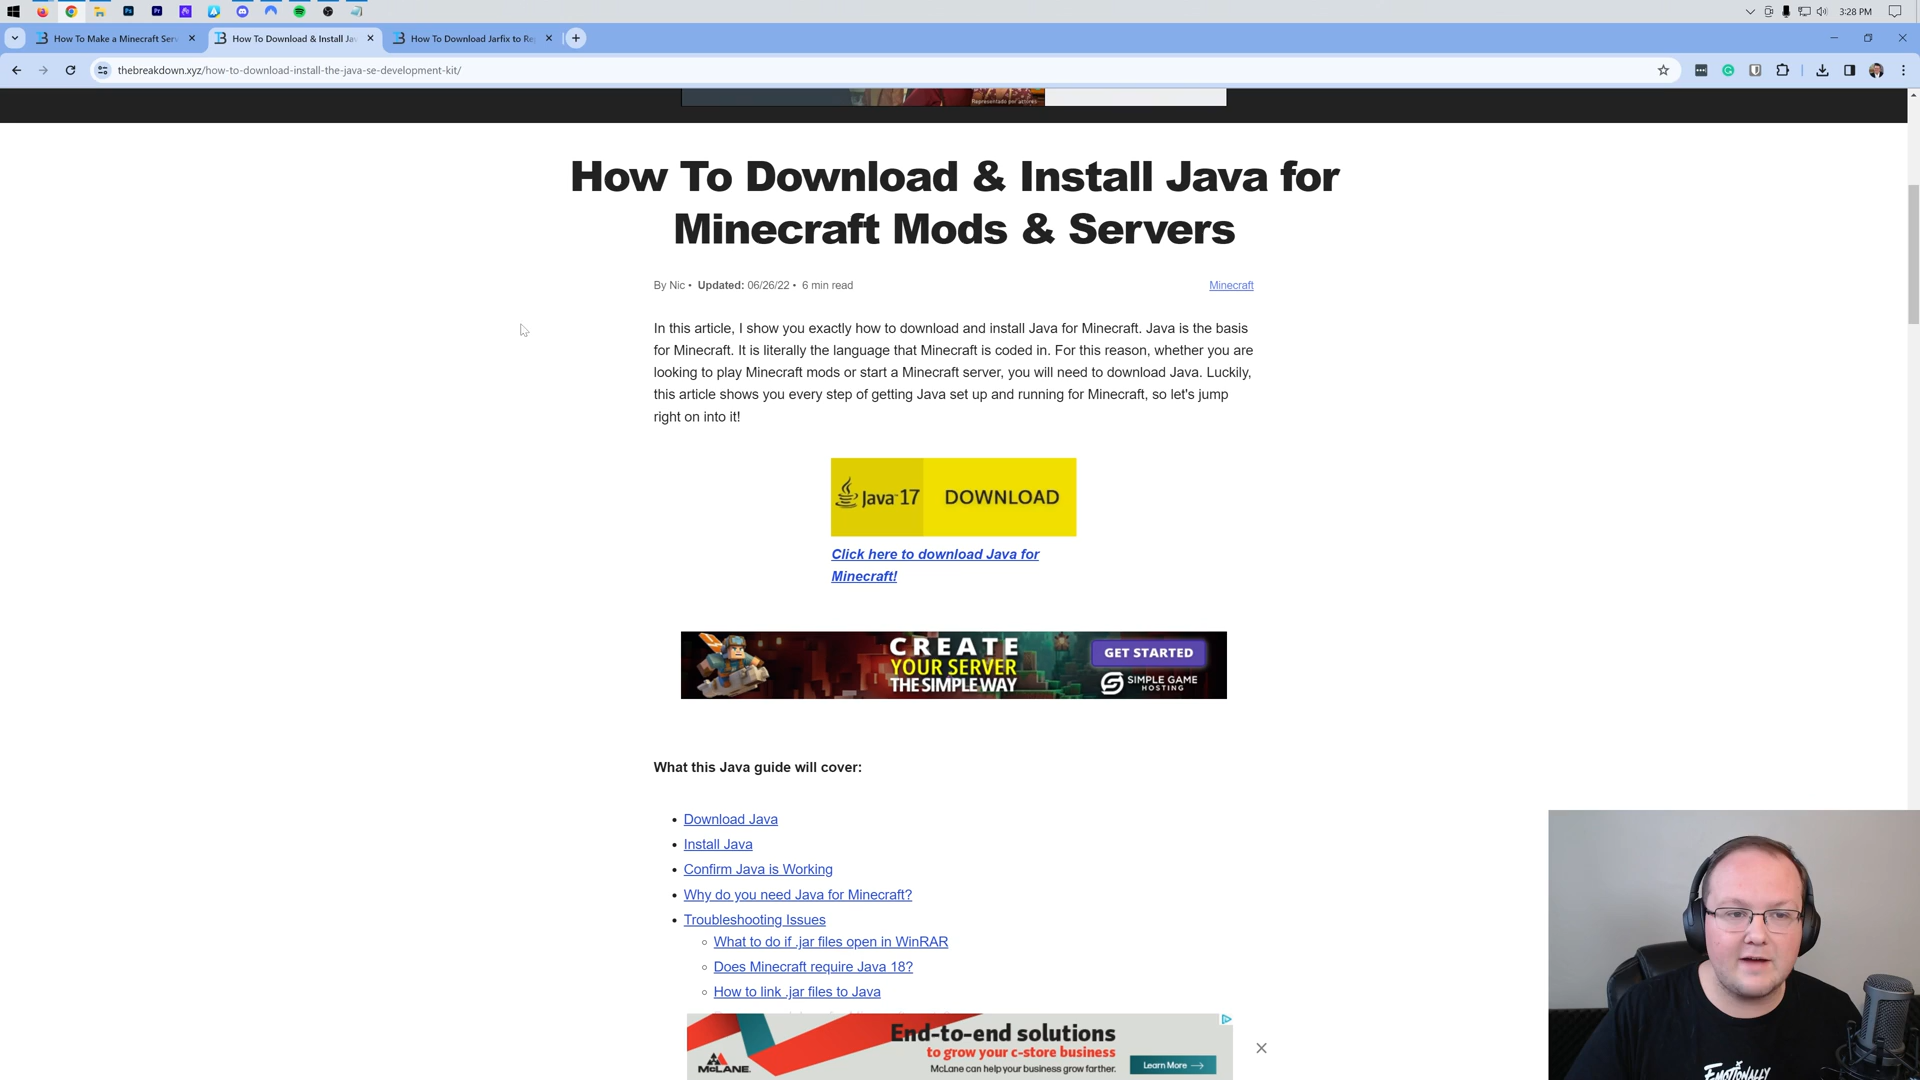 3:28 PM
How To Make a Minecraft Serv
How To Download & Install Jav
How To Download Jarfix to Re
thebreakdown.xyz/how-to-download-install-the-java-se-development-kit/
Representado por actores
How To Download & Install Java for
Minecraft Mods & Servers
By Nic • Updated: 06/26/22 • 6 min read
Minecraft
In this article, I show you exactly how to download and install Java for Minecraft. Java is the basis
for Minecraft. It is literally the language that Minecraft is coded in. For this reason, whether you are
looking to play Minecraft mods or start a Minecraft server, you will need to download Java. Luckily,
this article shows you every step of getting Java set up and running for Minecraft, so let's jump
right on into it!
Java 17 DOWNLOAD
Click here to download Java for
Minecraft!
CREATE
YOUR SERVER
THE SIMPLE WAY
GET STARTED
SIMPLE GAME
HOSTING
What this Java guide will cover:
• Download Java
• Install Java
• Confirm Java is Working
• Why do you need Java for Minecraft?
• Troubleshooting Issues
◦ What to do if .jar files open in WinRAR
◦ Does Minecraft require Java 18?
◦ How to link .jar files to Java
End-to-end solutions
to grow your c-store business
McLane can help your business grow farther.
McLANE
Learn More →
EMOTIONALLY